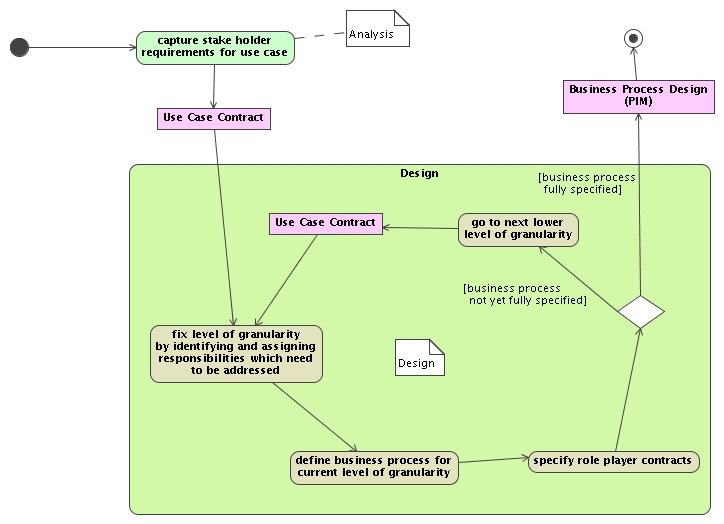 capture stake holder
requirements for use case
Analysis
Use Case Contract
Business Process Design
(PIM)
Design
[business process
fully specified]
Use Case Contract
go to next lower
level of granularity
[business process
not yet fully specified]
fix level of granularity
by identifying and assigning
responsibilities which need
to be addressed
Design
define business process for
current level of granularity
specify role player contracts